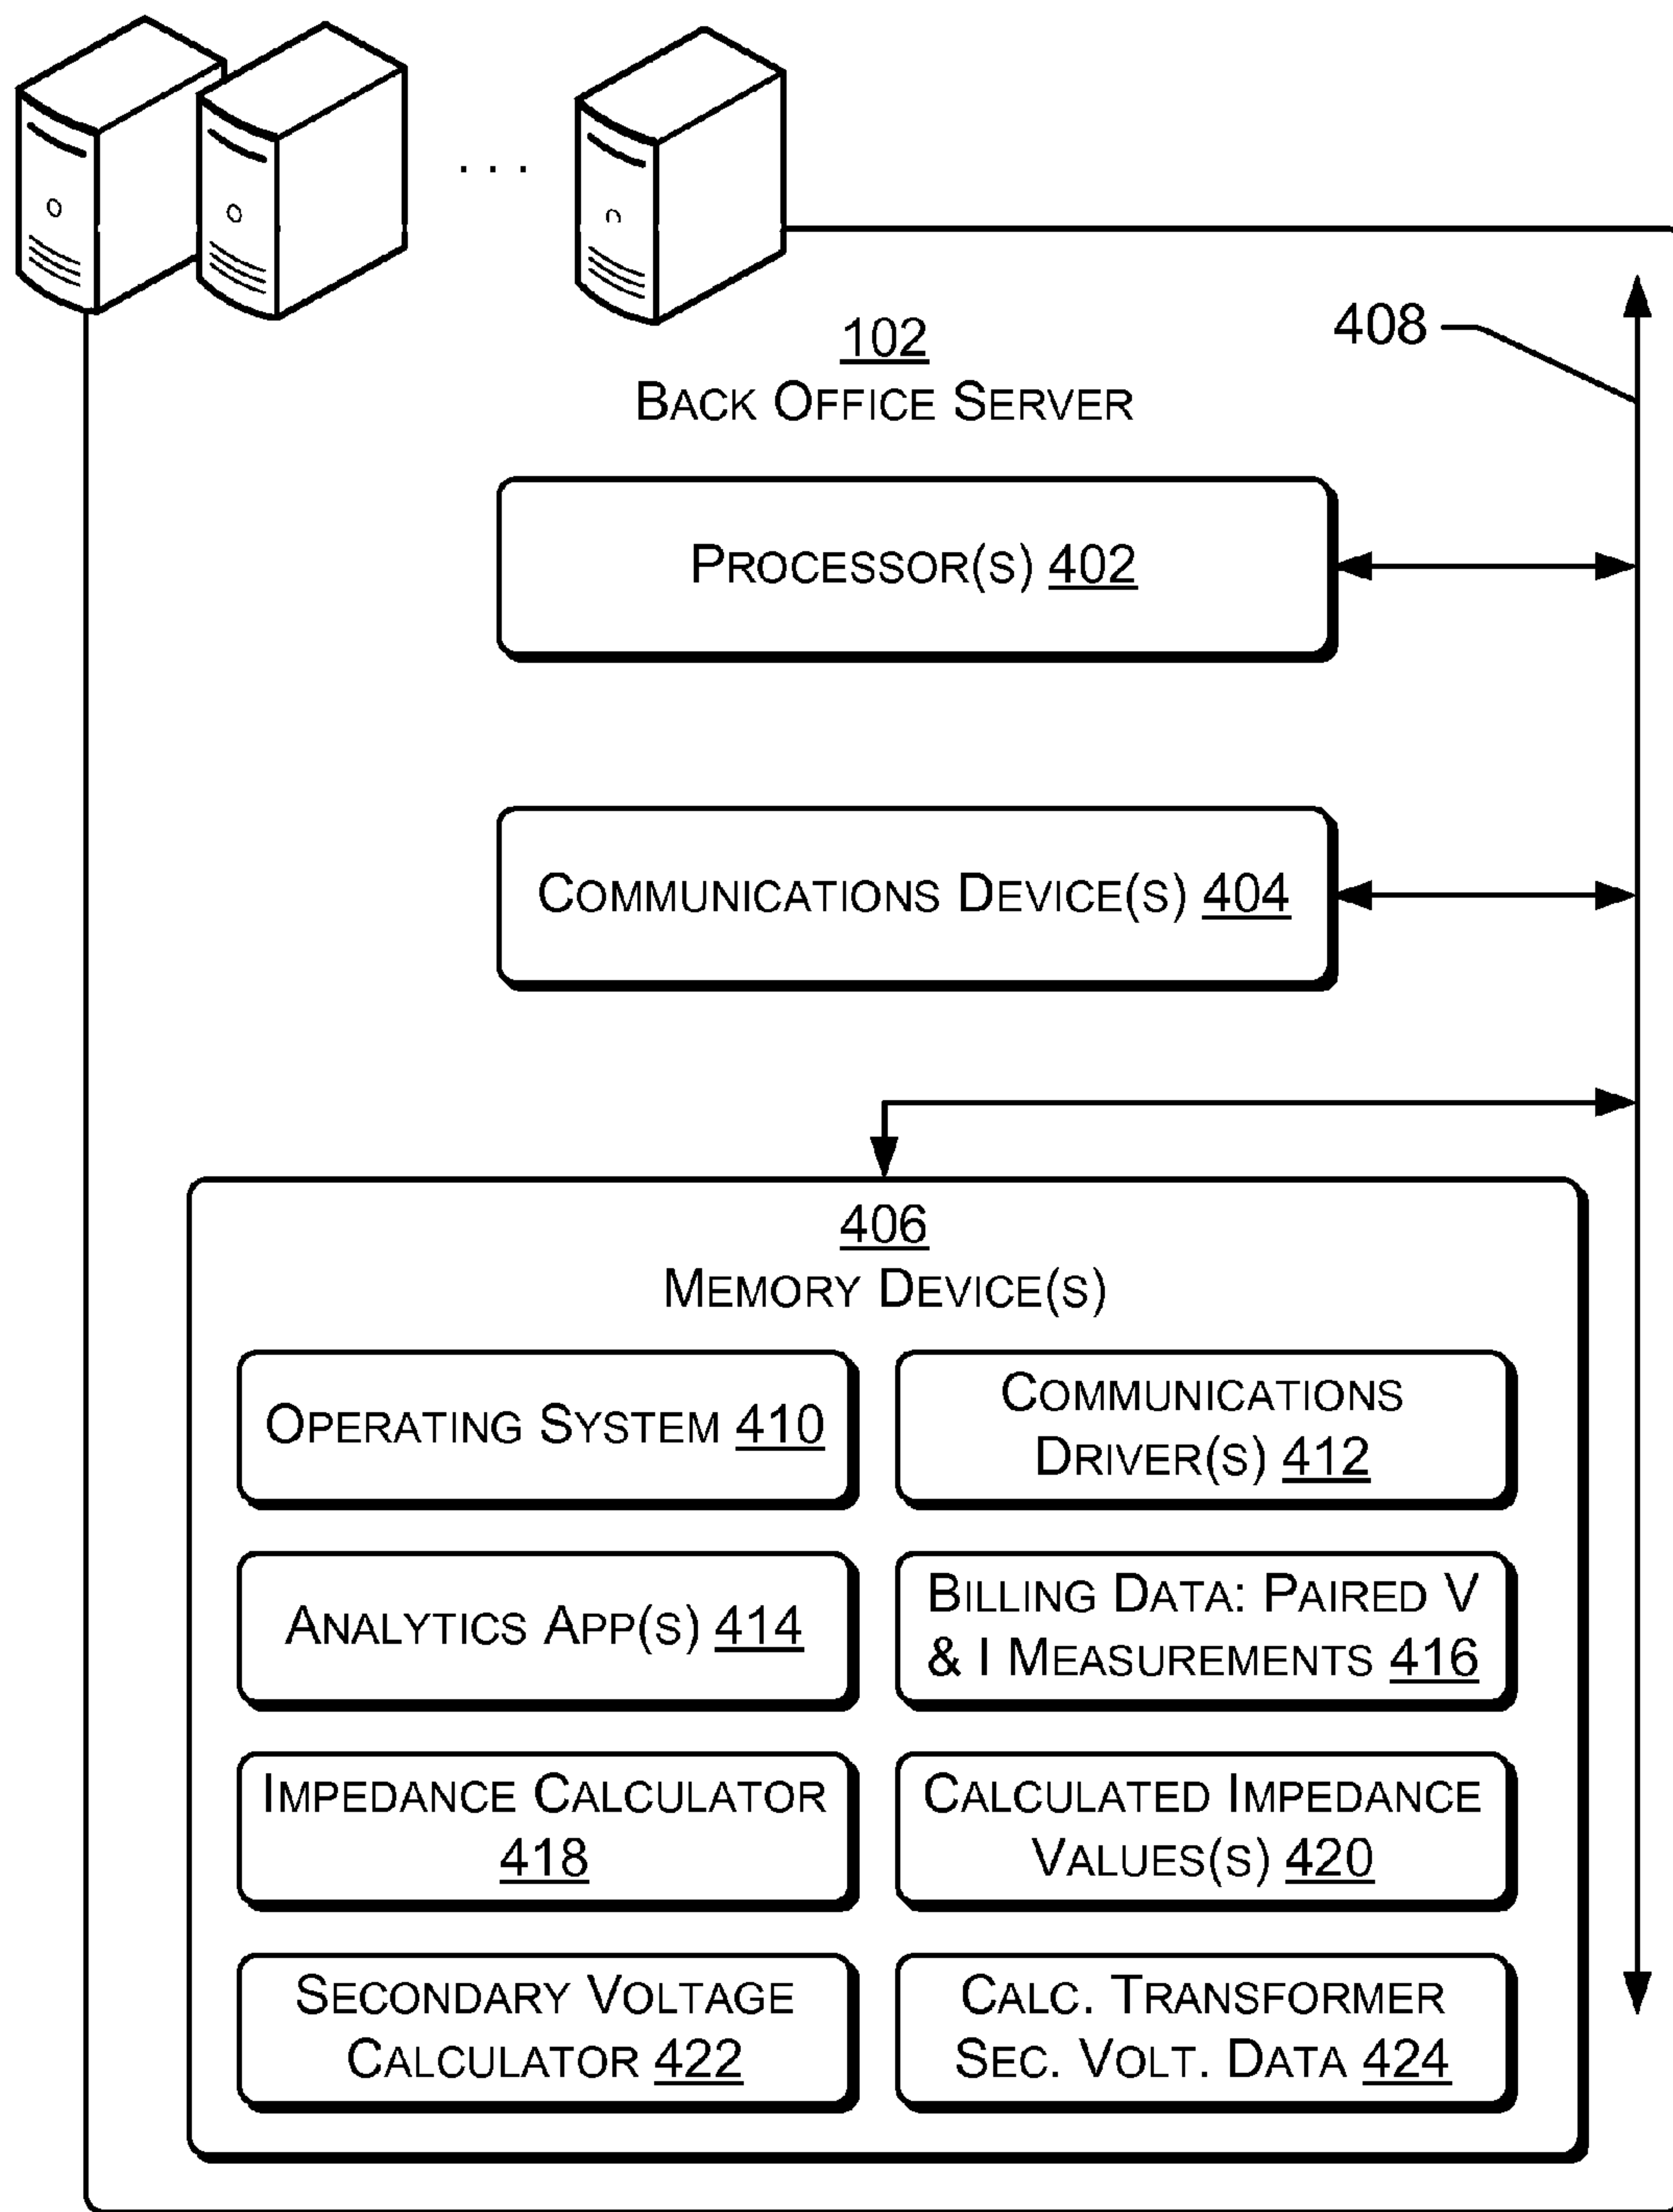 . . .
102
408
BACK OFFICE SERVER
PROCESSOR(S) 402
COMMUNICATIONS DEVICE(S) 404
406
MEMORY DEVICE(S)
OPERATING SYSTEM 410
COMMUNICATIONS
DRIVER(S) 412
ANALYTICS APP(S) 414
BILLING DATA: PAIRED V
& I MEASUREMENTS 416
IMPEDANCE CALCULATOR
418
CALCULATED IMPEDANCE
VALUES(S) 420
SECONDARY VOLTAGE
CALCULATOR 422
CALC. TRANSFORMER
SEC. VOLT. DATA 424